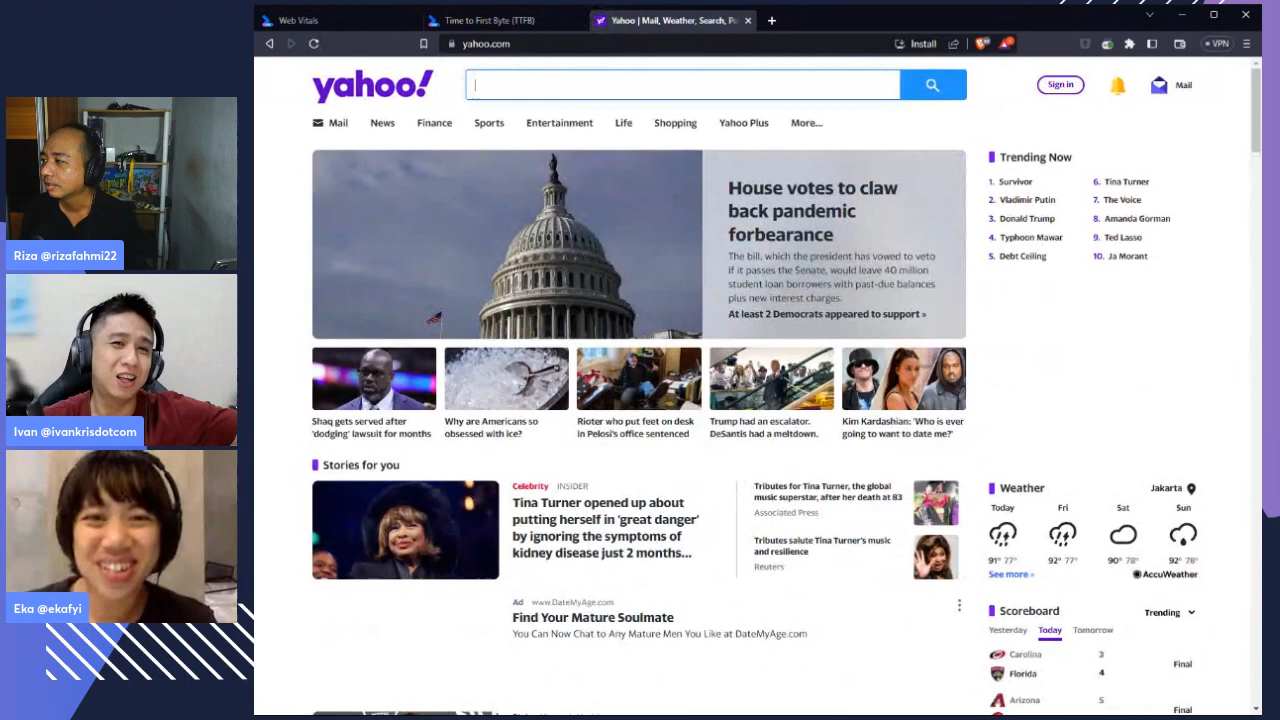 Web Vitals
Time to First Byte (TTFB)
Yahoo | Mail, Weather, Search, Po
yahoo.com
Install
VPN
yahoo!
Sign in
Mail
Mail
News
Finance
Sports
Entertainment
Life
Shopping
Yahoo Plus
More...
House votes to claw
back pandemic
forbearance
The bill, which the president has vowed to veto
if it passes the Senate, would leave 40 million
student loan borrowers with past-due balances
plus new interest charges.
At least 2 Democrats appeared to support »
Trending Now
1. Survivor
2. Vladimir Putin
3. Donald Trump
4. Typhoon Mawar
5. Debt Ceiling
6. Tina Turner
7. The Voice
8. Amanda Gorman
9. Ted Lasso
10. Ja Morant
Shaq gets served after
'dodging' lawsuit for months
Why are Americans so
obsessed with ice?
Rioter who put feet on desk
in Pelosi's office sentenced
Trump had an escalator.
DeSantis had a meltdown.
Kim Kardashian: 'Who is ever
going to want to date me?'
Stories for you
Celebrity INSIDER
Tina Turner opened up about
putting herself in 'great danger'
by ignoring the symptoms of
kidney disease just 2 months...
Tributes for Tina Turner, the global
music superstar, after her death at 83
Associated Press
Tributes salute Tina Turner's music
and resilience
Reuters
Ad www.DateMyAge.com
Find Your Mature Soulmate
You Can Now Chat to Any Mature Men You Like at DateMyAge.com
Weather
Jakarta
Today Fri Sat Sun
91° 77° 92° 77° 90° 78° 92° 78°
See more »
AccuWeather
Scoreboard
Trending
Yesterday Today Tomorrow
Carolina 3
Florida 4
Final
Arizona 5
Final
Riza @rizafahmi22
Ivan @ivankrisdotcom
Eka @ekafyi